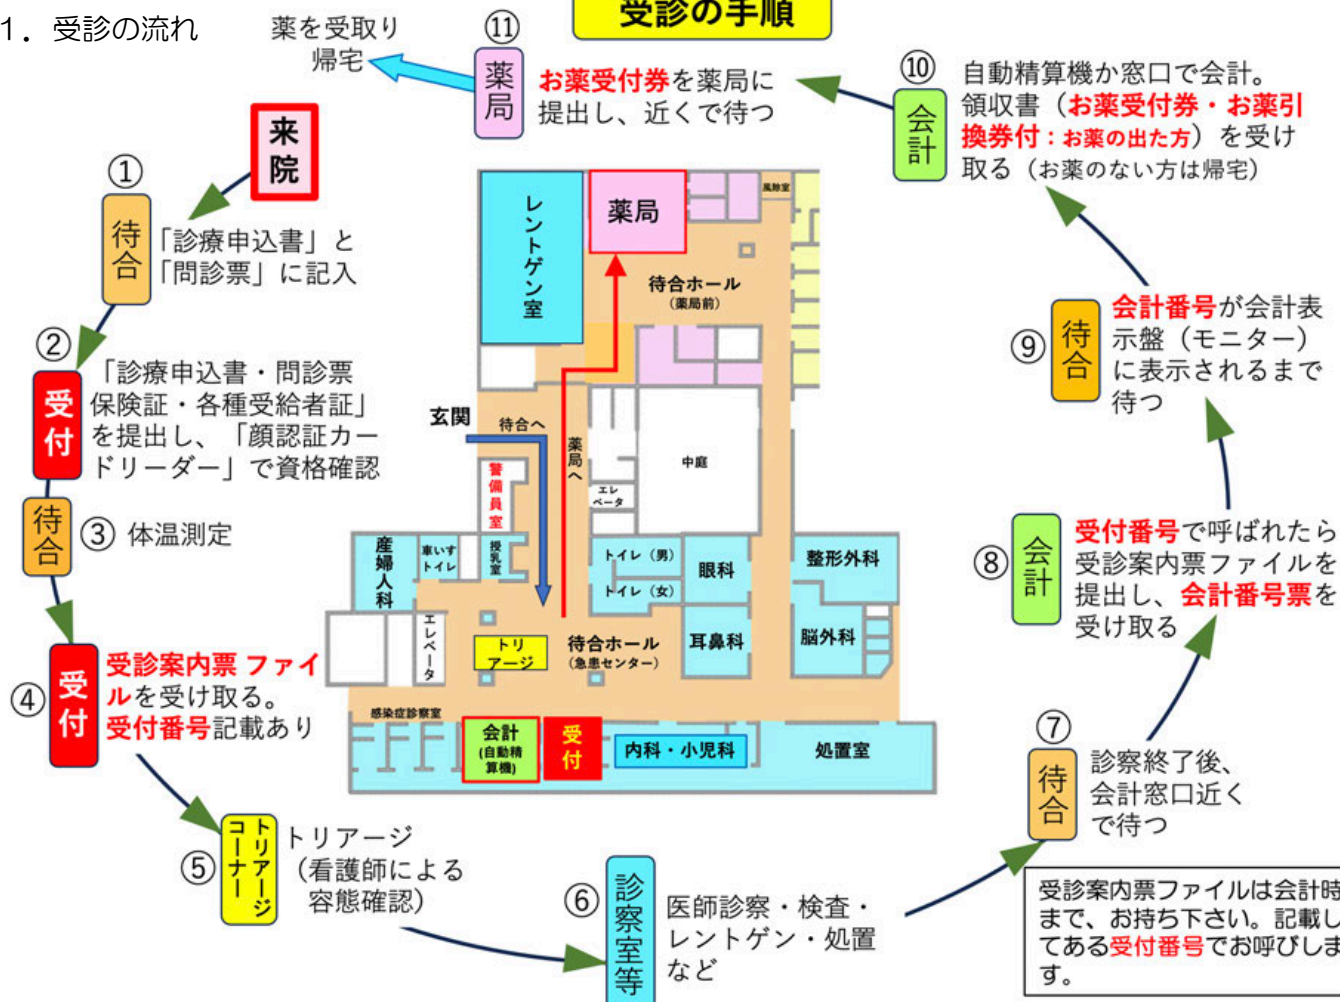 受診の手順
1．受診の流れ
来院
①
待合
「診療申込書」と
「問診票」に記入
②
受付
「診療申込書・問診票
保険証・各種受給者証」
を提出し、「顔認証カー
ドリーダー」で資格確認
待合
③ 体温測定
④
受付
受診案内票 ファイ
ルを受け取る。
受付番号記載あり
⑤
トリアージ
コーナー
トリアージ
（看護師による
容態確認）
⑥
診察室等
医師診察・検査・
レントゲン・処置
など
⑦
待合
診察終了後、
会計窓口近く
で待つ
受診案内票ファイルは会計時
まで、お持ち下さい。記載し
てある受付番号でお呼びしま
す。
⑧
会計
受付番号で呼ばれたら
受診案内票ファイルを
提出し、会計番号票を
受け取る
⑨
待合
会計番号が会計表
示盤（モニター）
に表示されるまで
待つ
⑩
会計
自動精算機か窓口で会計。
領収書（お薬受付券・お薬引
換券付：お薬の出た方）を受け
取る（お薬のない方は帰宅）
⑪
薬局
お薬受付券を薬局に
提出し、近くで待つ
薬を受取り
帰宅
レントゲン室
薬局
風除室
待合ホール
（薬局前）
玄関
待合へ
薬局へ
中庭
警備員室
エレ
ベータ
産婦人科
車いす
トイレ
授乳室
トイレ（男）
トイレ（女）
眼科
整形外科
エレベータ
トリ
アージ
待合ホール
（急患センター）
耳鼻科
脳外科
感染症診察室
会計
(自動精
算機)
受付
内科・小児科
処置室